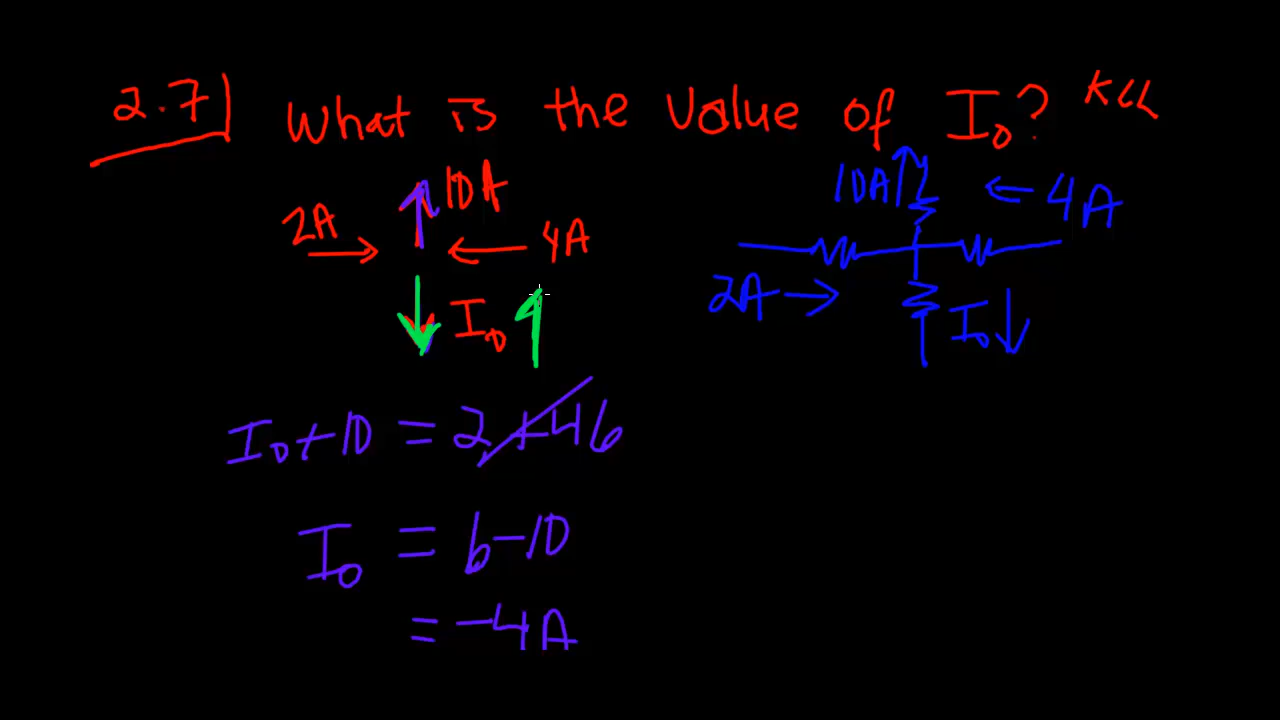 2.7 What is the value of I₀? KCL
10A
2A
4A
I₀
10A
4A
2A
I₀
I₀+10 = 2+4 6
I₀ = 6-10
= -4A